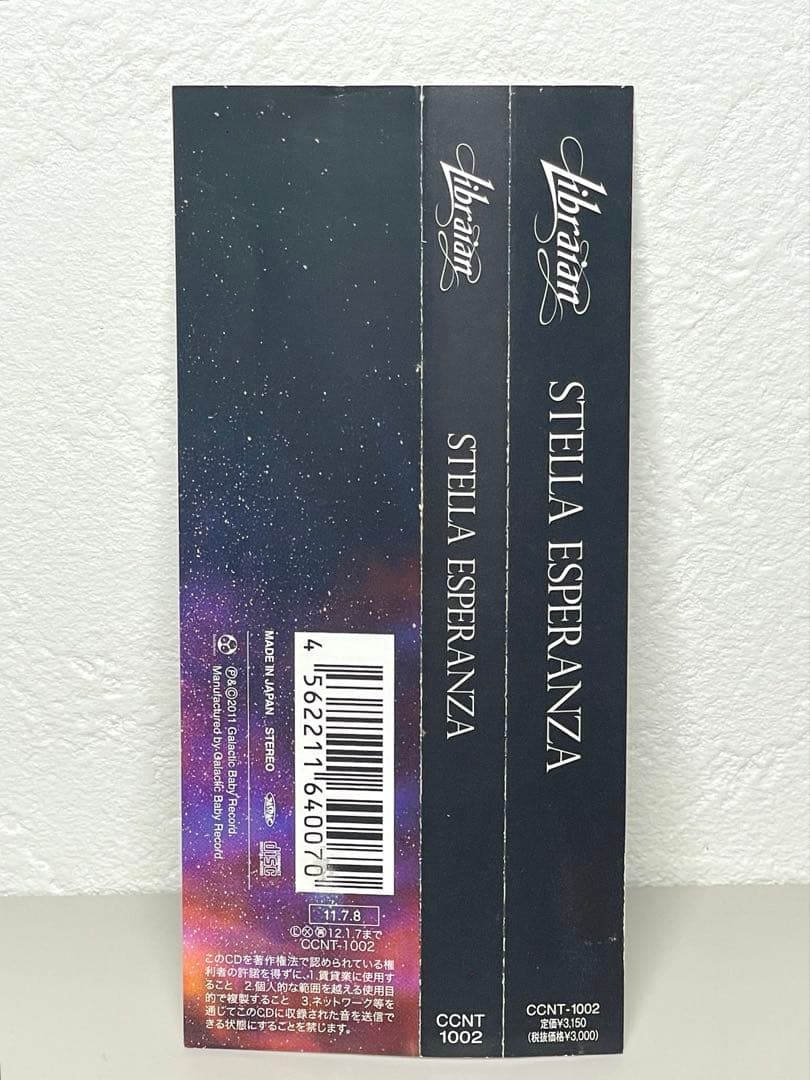 Libraian
STELLA ESPERANZA
CCNT-1002
定価¥3,150
(税抜価格¥3,000)
Libraian
STELLA ESPERANZA
CCNT
1002
4 562211 640070
MADE IN JAPAN STEREO
disc
Ⓟ&©2011 Galactic Baby Record.
Manufactured by Galactic Baby Record.
11.7.8
12.1.7まで
CCNT-1002
このCDを著作権法で認められている権
利者の許諾を得ずに、1.賃貸業に使用す
ること 2.個人的な範囲を越える使用目
的で複製すること 3.ネットワーク等を
通じてこのCDに収録された音を送信で
きる状態にすることを禁じます。